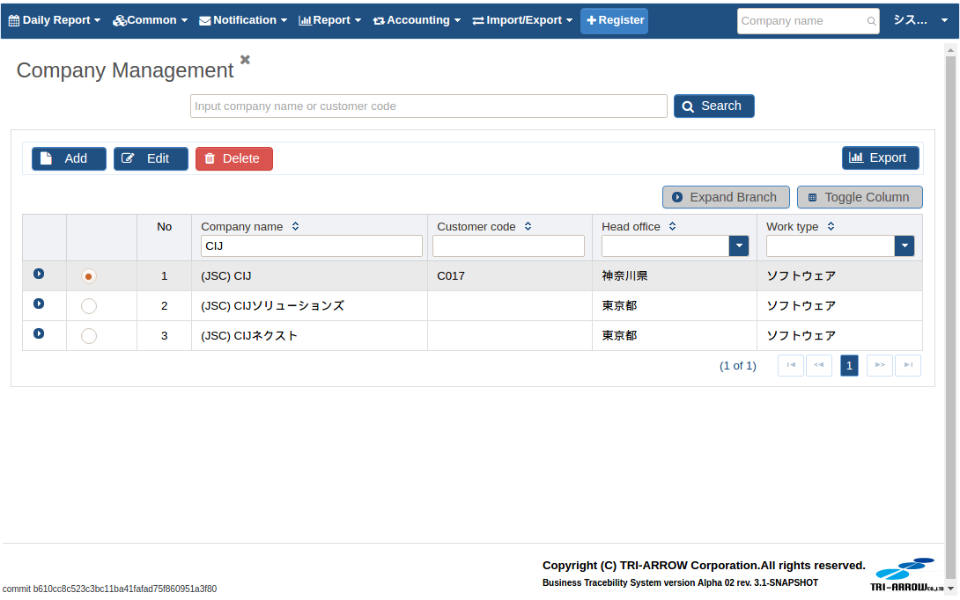 Daily Report Common Notification Report Accounting Import/Export Register Company name シス...
Company Management
Input company name or customer code Search
Add Edit Delete Export
Expand Branch Toggle Column
No Company name Customer code Head office Work type
CIJ
1 (JSC) CIJ C017 神奈川県 ソフトウェア
2 (JSC) CIJソリューションズ 東京都 ソフトウェア
3 (JSC) CIJネクスト 東京都 ソフトウェア
(1 of 1) 1
Copyright (C) TRI-ARROW Corporation.All rights reserved.
Business Tracebility System version Alpha 02 rev. 3.1-SNAPSHOT
TRI-ARROW Co.,Ltd
commit b610cc8c523c3bc11ba41fafad75f860951a3f80